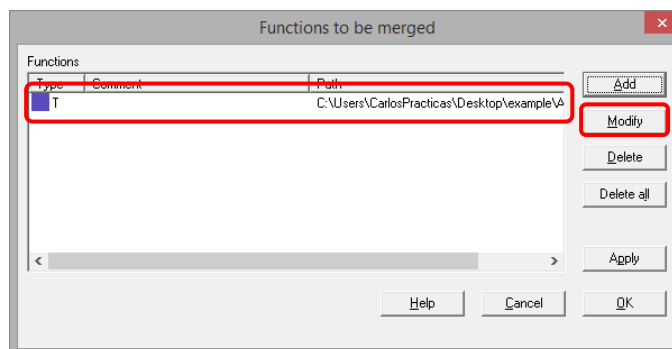 Functions to be merged
Functions
Type Comment Path
T C:\Users\CarlosPracticas\Desktop\example\A
Add
Modify
Delete
Delete all
Apply
Help Cancel OK